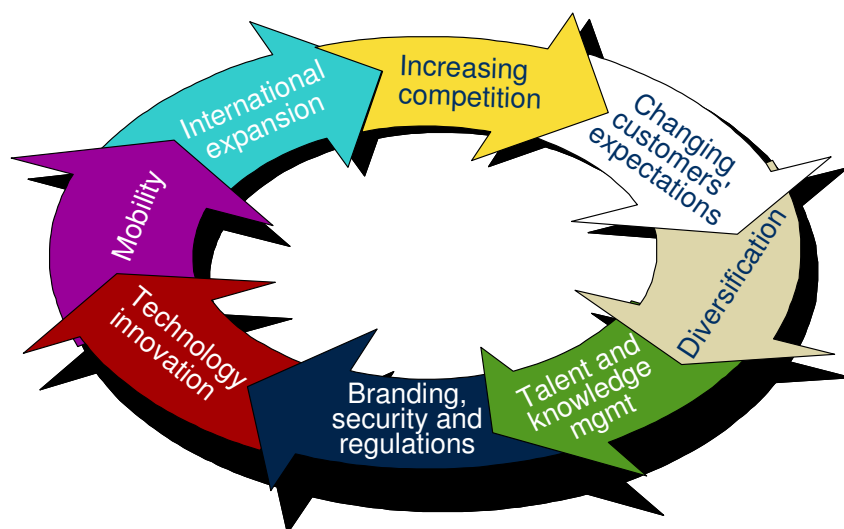 International
expansion
Increasing
competition
Changing
customers'
expectations
Diversification
Talent and
knowledge
mgmt
Branding,
security and
regulations
Technology
innovation
Mobility